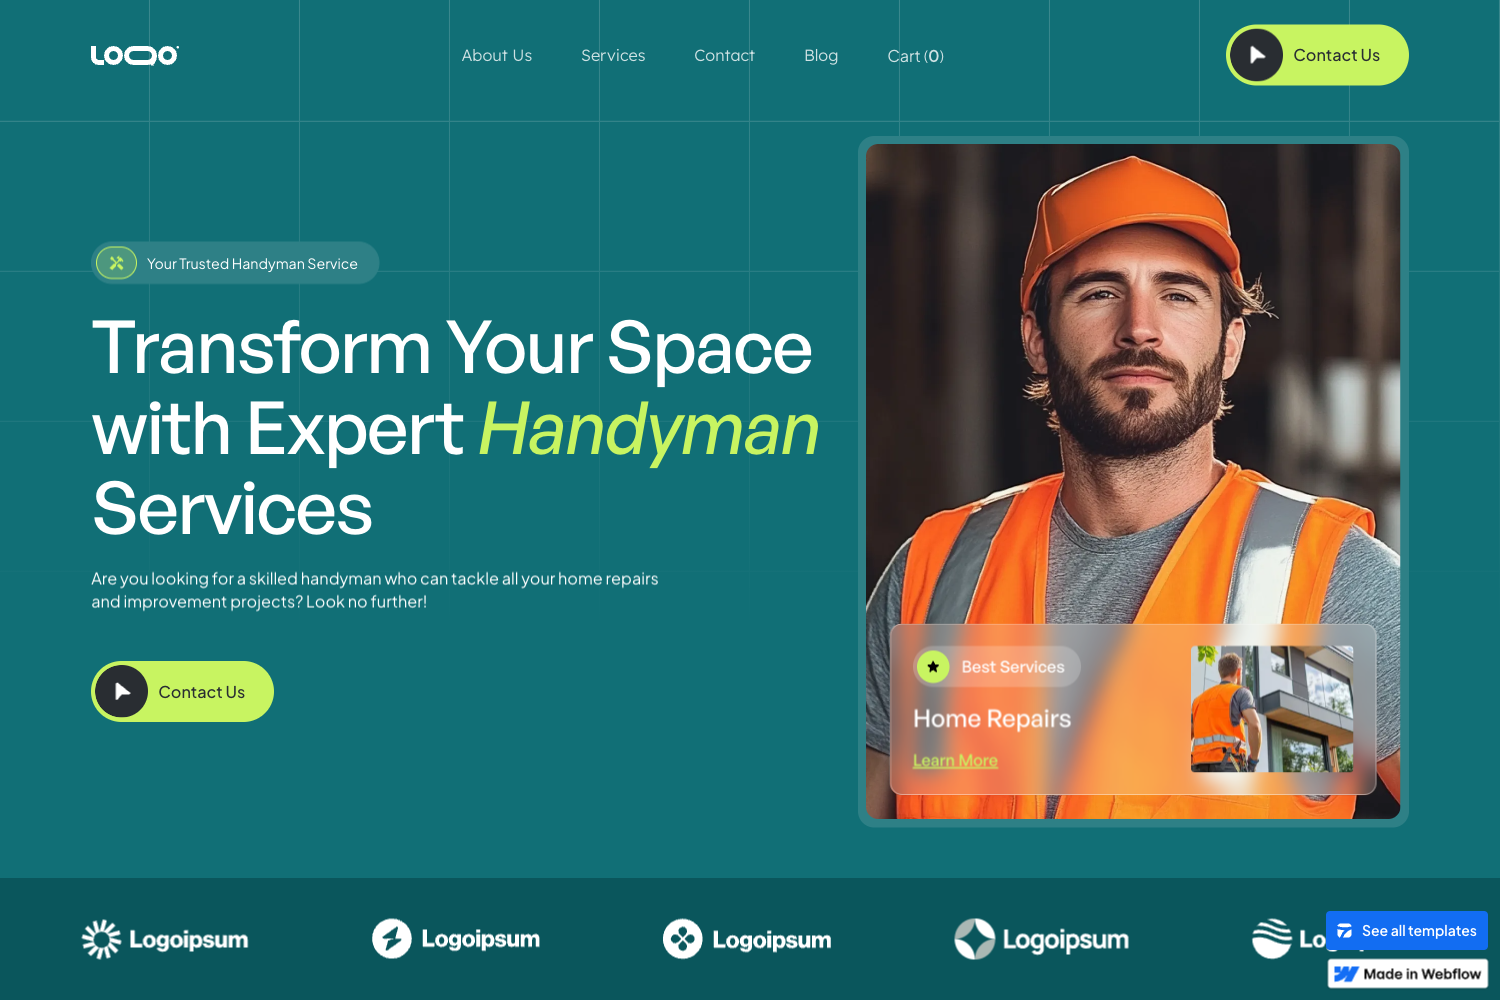 LOGO
About Us
Services
Contact
Blog
Cart (0)
Contact Us
Your Trusted Handyman Service
Transform Your Space
with Expert Handyman
Services
Are you looking for a skilled handyman who can tackle all your home repairs
and improvement projects? Look no further!
Contact Us
Best Services
Home Repairs
Learn More
Logoipsum
Logoipsum
Logoipsum
Logoipsum
See all templates
Made in Webflow